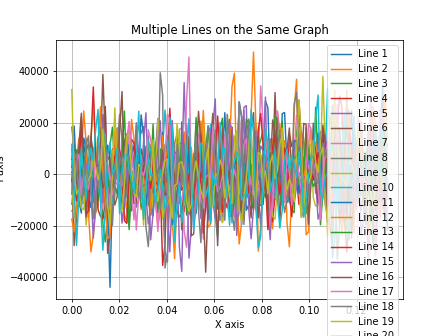 Multiple Lines on the Same Graph
40000
20000
0
−20000
−40000
0.00
0.02
0.04
0.06
0.08
0.10
X axis
axis
Line 1
Line 2
Line 3
Line 4
Line 5
Line 6
Line 7
Line 8
Line 9
Line 10
Line 11
Line 12
Line 13
Line 14
Line 15
Line 16
Line 17
Line 18
Line 19
Line 20